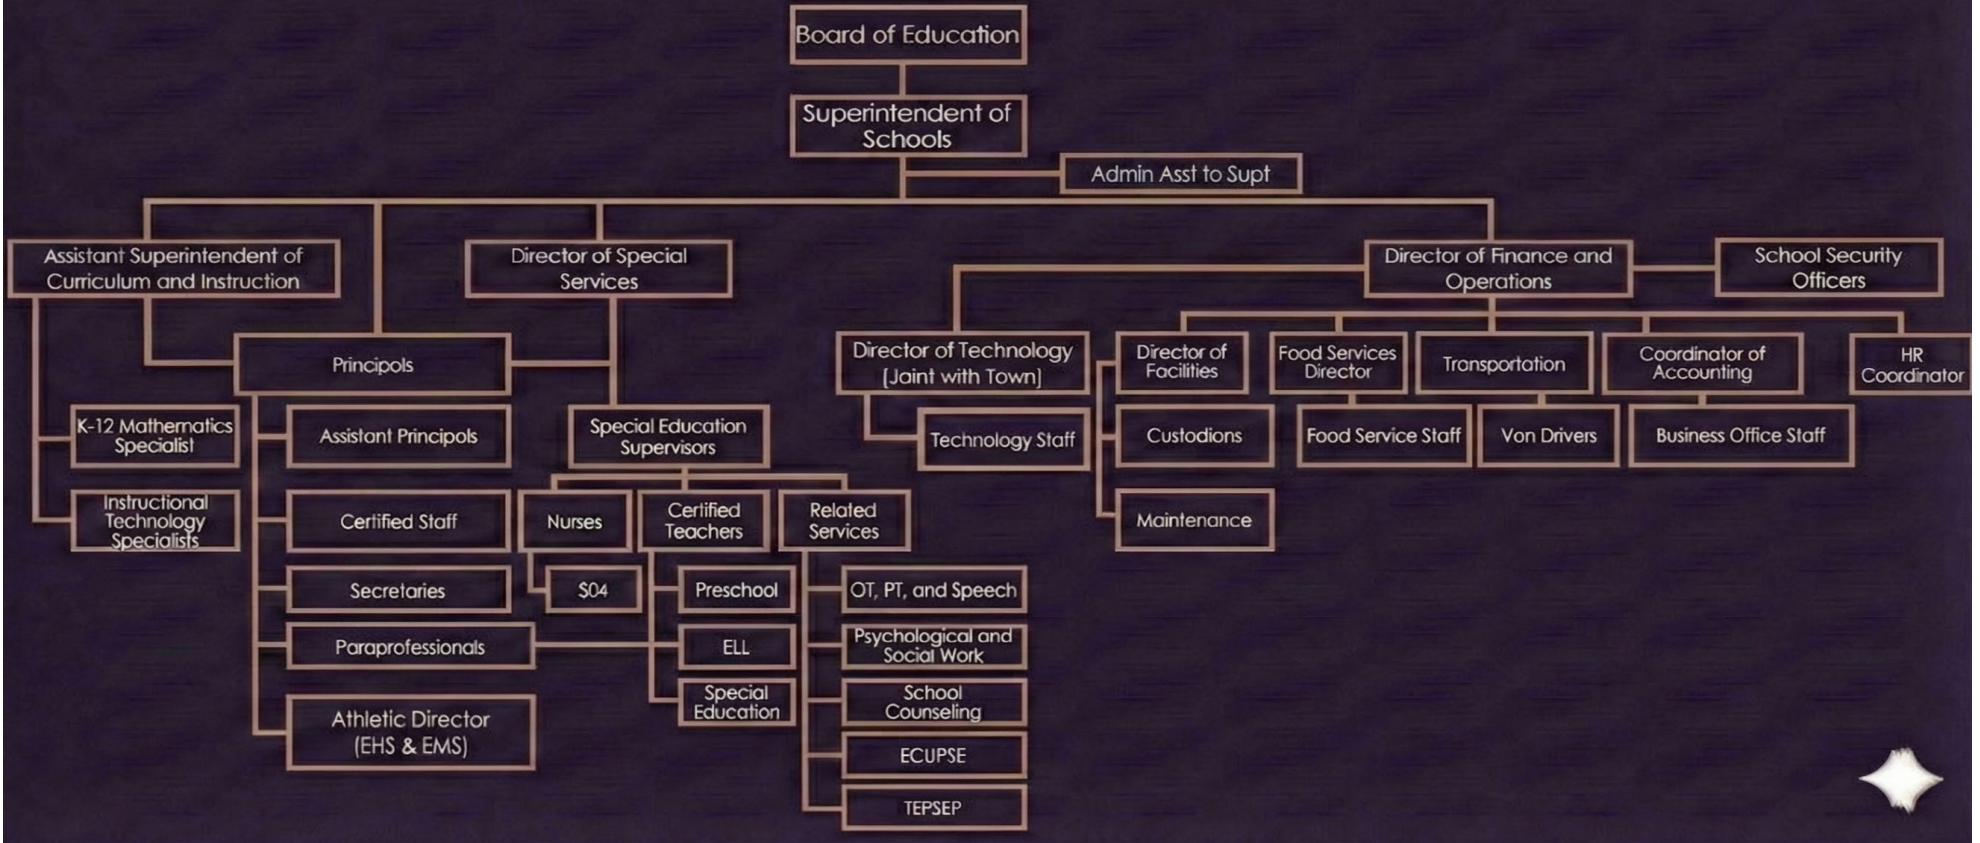 Board of Education
Superintendent of
Schools
Admin Asst to Supt
Assistant Superintendent of
Curriculum and Instruction
Director of Special
Services
Director of Finance and
Operations
School Security
Officers
Principols
Director of Technology
[Jaint with Town]
Director of
Facilities
Food Services
Director
Transportation
Coordinator of
Accounting
HR
Coordinator
K-12 Mathematics
Specialist
Assistant Principols
Special Education
Supervisors
Technology Staff
Custodions
Food Service Staff
Von Drivers
Business Office Staff
Instructional
Technology
Specialists
Certified Staff
Nurses
Certified
Teachers
Related
Services
Maintenance
Secretaries
$04
Preschool
OT, PT, and Speech
Paraprofessionals
ELL
Psychological and
Social Work
Athletic Director
(EHS & EMS)
Special
Education
School
Counseling
ECUPSE
TEPSEP